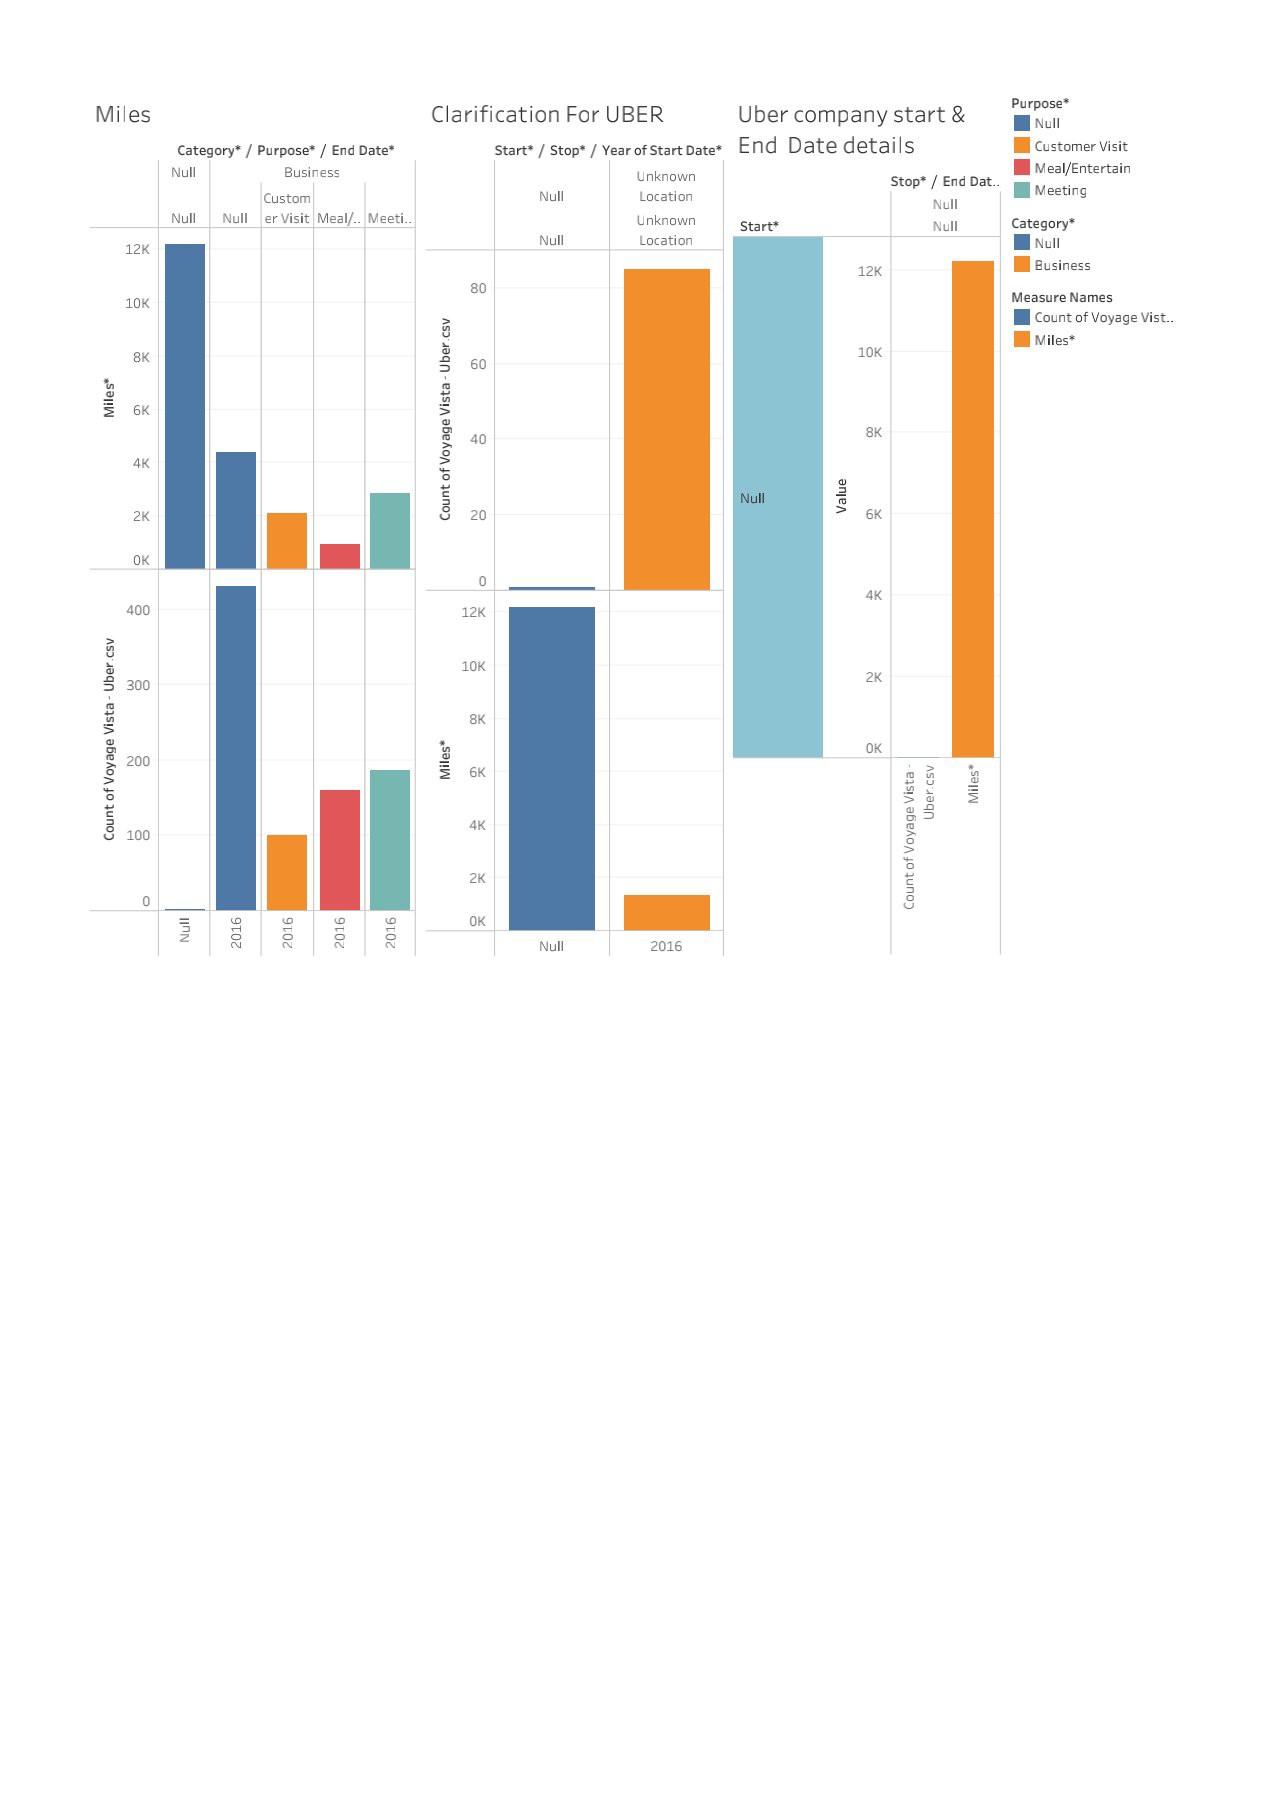 Miles
Category* / Purpose* / End Date*
Null
Business
Null
Null
Custom
er Visit
Meal/..
Meeti..
12K
10K
8K
6K
4K
2K
0K
Miles*
400
300
200
100
0
Count of Voyage Vista - Uber.csv
Null
2016
2016
2016
2016
Clarification For UBER
Start* / Stop* / Year of Start Date*
Null
Unknown
Location
Null
Unknown
Location
80
60
40
20
0
Count of Voyage Vista - Uber.csv
12K
10K
8K
6K
4K
2K
0K
Miles*
Null
2016
Uber company start &
End Date details
Stop* / End Dat..
Null
Null
Start*
Null
12K
10K
8K
6K
4K
2K
0K
Value
Count of Voyage Vista -
Uber.csv
Miles*
Purpose*
Null
Customer Visit
Meal/Entertain
Meeting
Category*
Null
Business
Measure Names
Count of Voyage Vist..
Miles*